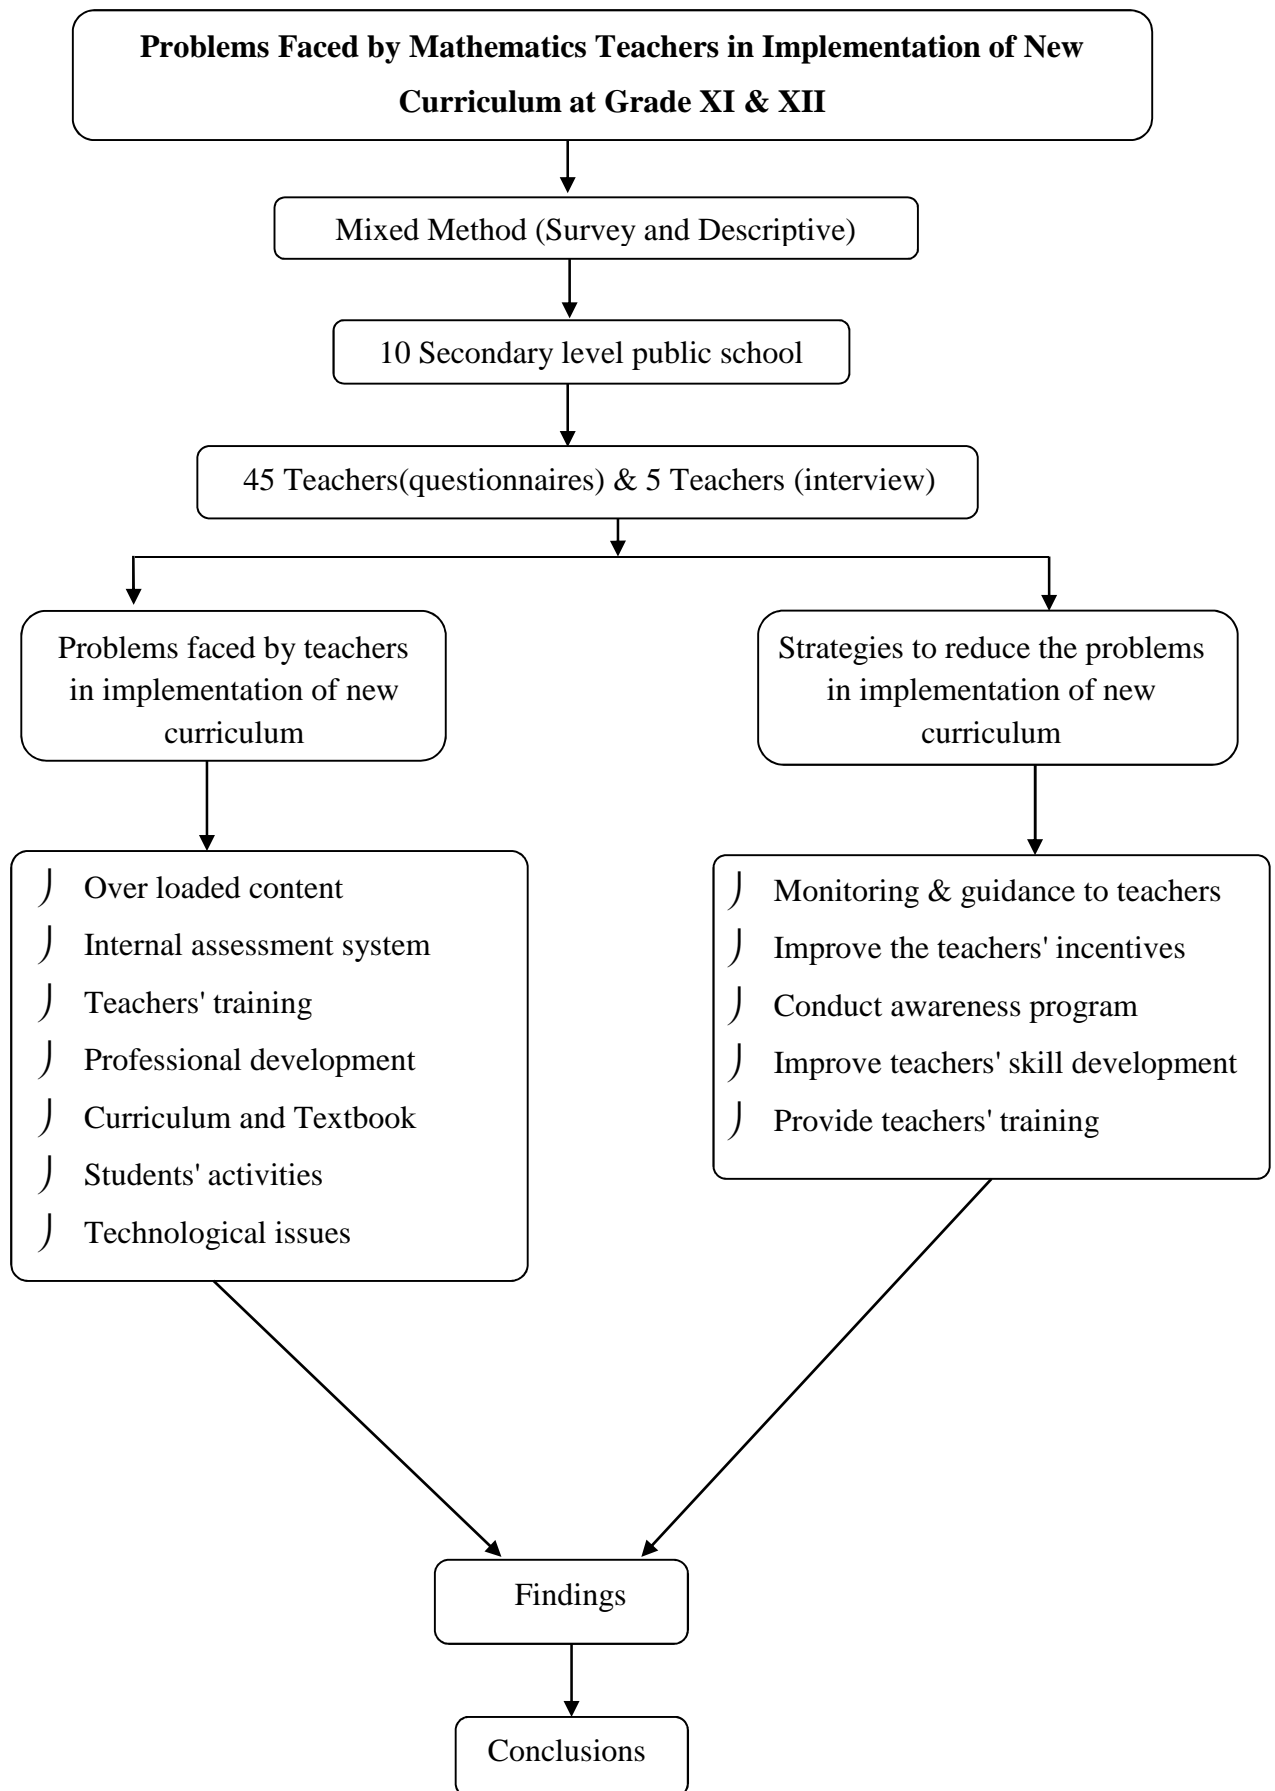 Problems Faced by Mathematics Teachers in Implementation of New
Curriculum at Grade XI & XII
Mixed Method (Survey and Descriptive)
10 Secondary level public school
45 Teachers(questionnaires) & 5 Teachers (interview)
Problems faced by teachers
in implementation of new
curriculum
Strategies to reduce the problems
in implementation of new
curriculum
Over loaded content
Internal assessment system
Teachers' training
Professional development
Curriculum and Textbook
Students' activities
Technological issues
Monitoring & guidance to teachers
Improve the teachers' incentives
Conduct awareness program
Improve teachers' skill development
Provide teachers' training
Findings
Conclusions